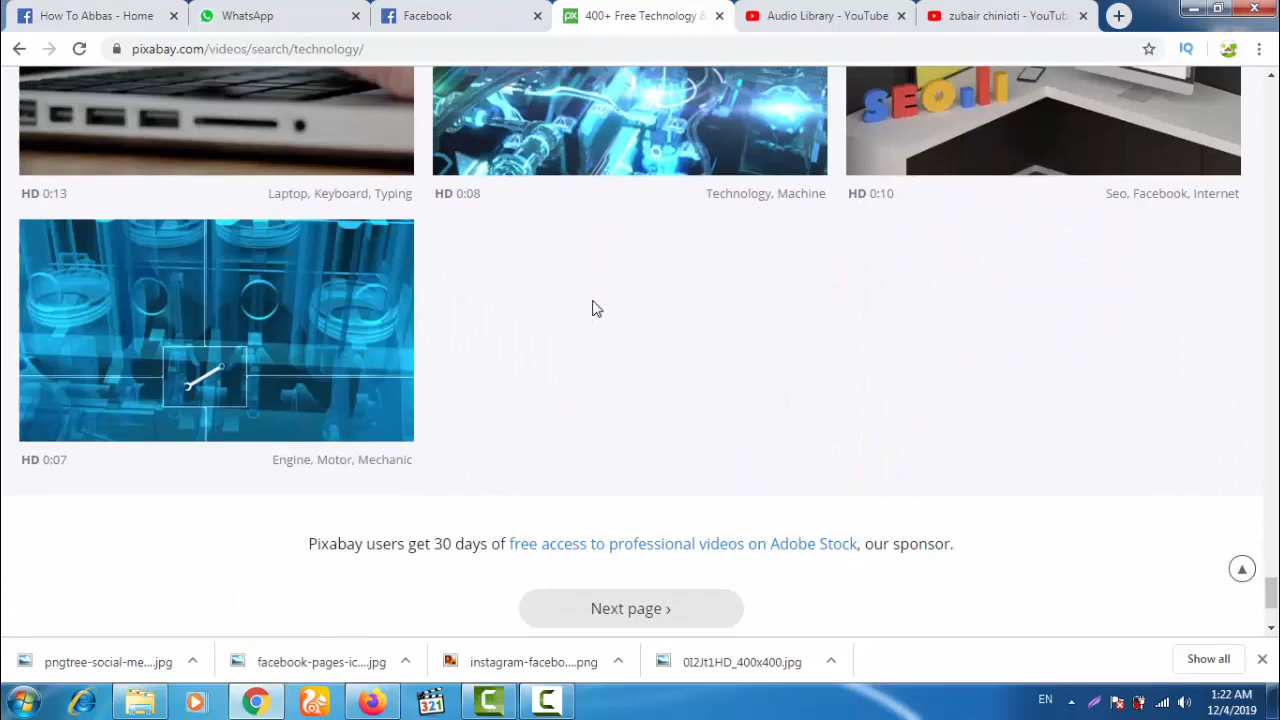 How To Abbas - Home
WhatsApp
Facebook
400+ Free Technology &
Audio Library - YouTube
zubair chinioti - YouTub
pixabay.com/videos/search/technology/
IQ
SEO
HD 0:13
Laptop, Keyboard, Typing
HD 0:08
Technology, Machine
HD 0:10
Seo, Facebook, Internet
HD 0:07
Engine, Motor, Mechanic
Pixabay users get 30 days of free access to professional videos on Adobe Stock, our sponsor.
Next page ›
pngtree-social-me....jpg
facebook-pages-ic....jpg
instagram-facebo....png
0I2Jt1HD_400x400.jpg
Show all
321
EN
1:22 AM
12/4/2019